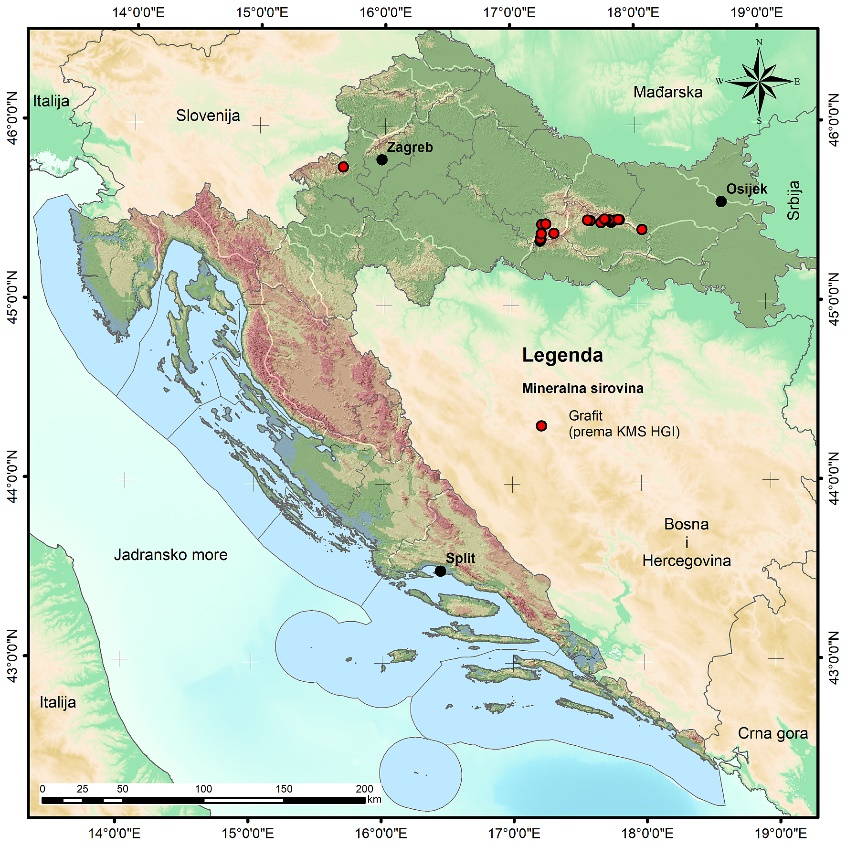 14°0'0"E 15°0'0"E 16°0'0"E 17°0'0"E 18°0'0"E 19°0'0"E
N
W E
S
Italija
Mađarska
Slovenija
46°0'0"N
46°0'0"N
Zagreb
Osijek
Srbija
45°0'0"N
45°0'0"N
Legenda
Mineralna sirovina
Grafit
(prema KMS HGI)
44°0'0"N
44°0'0"N
Bosna
i
Hercegovina
Jadransko more
Split
43°0'0"N
43°0'0"N
Italija
Crna gora
0 25 50 100 150 200
km
14°0'0"E 15°0'0"E 16°0'0"E 17°0'0"E 18°0'0"E 19°0'0"E